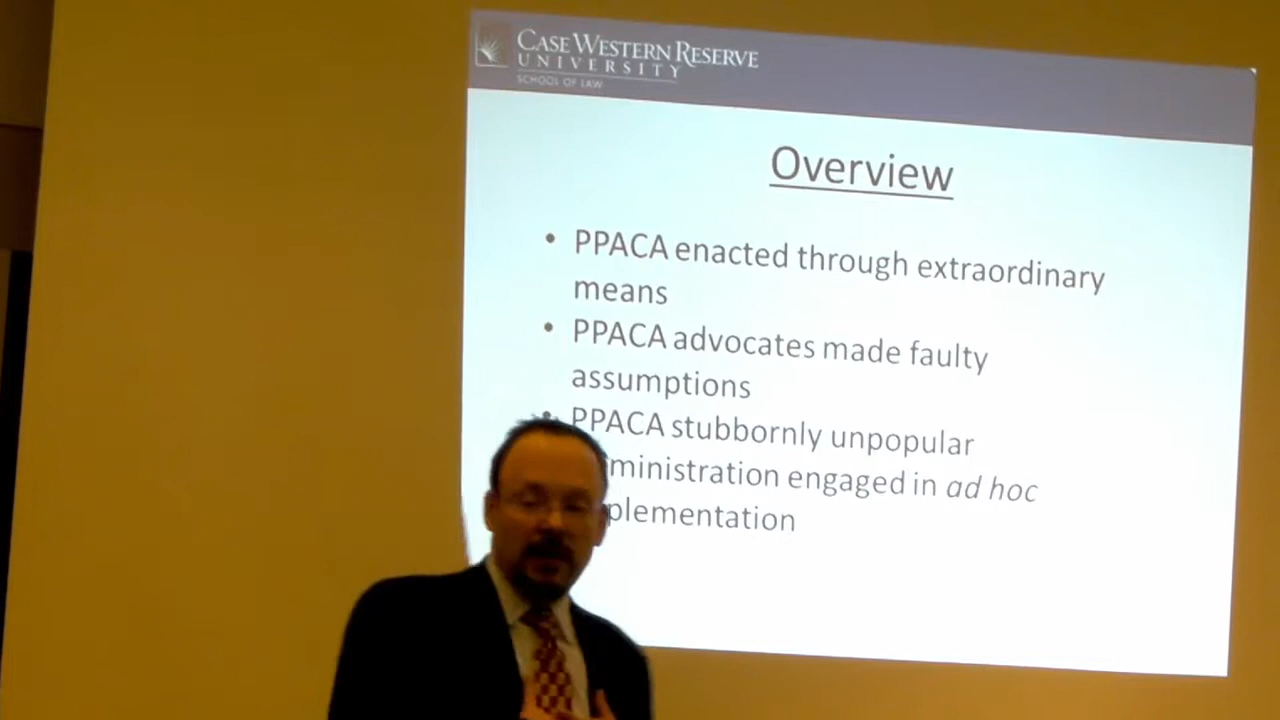 CASE WESTERN RESERVE
UNIVERSITY
SCHOOL OF LAW
Overview
• PPACA enacted through extraordinary
means
• PPACA advocates made faulty
assumptions
• PPACA stubbornly unpopular
ministration engaged in ad hoc
plementation